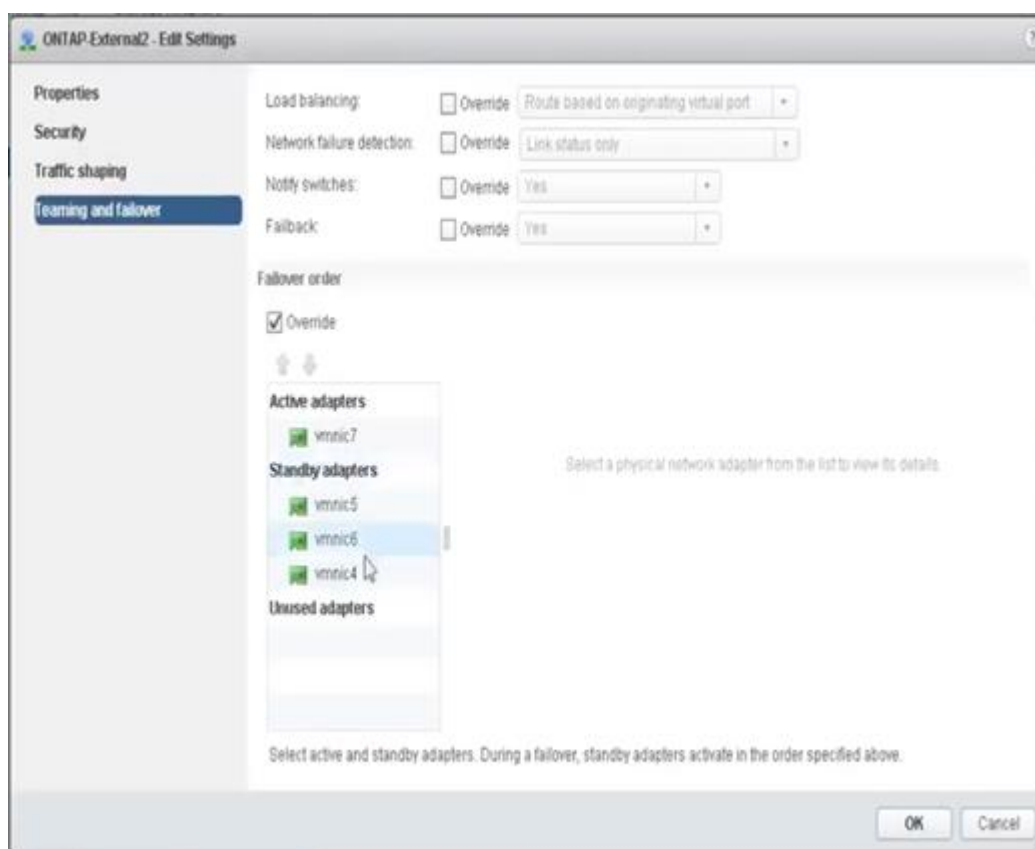 ONTAP-External2 - Edit Settings
Properties
Security
Traffic shaping
Teaming and failover
Load balancing: Override Route based on originating virtual port
Network failure detection: Override Link status only
Notify switches: Override Yes
Failback: Override Yes
Failover order
Override
Active adapters
vmnic7
Standby adapters
vmnic5
vmnic6
vmnic4
Unused adapters
Select a physical network adapter from the list to view its details.
Select active and standby adapters. During a failover, standby adapters activate in the order specified above.
OK Cancel